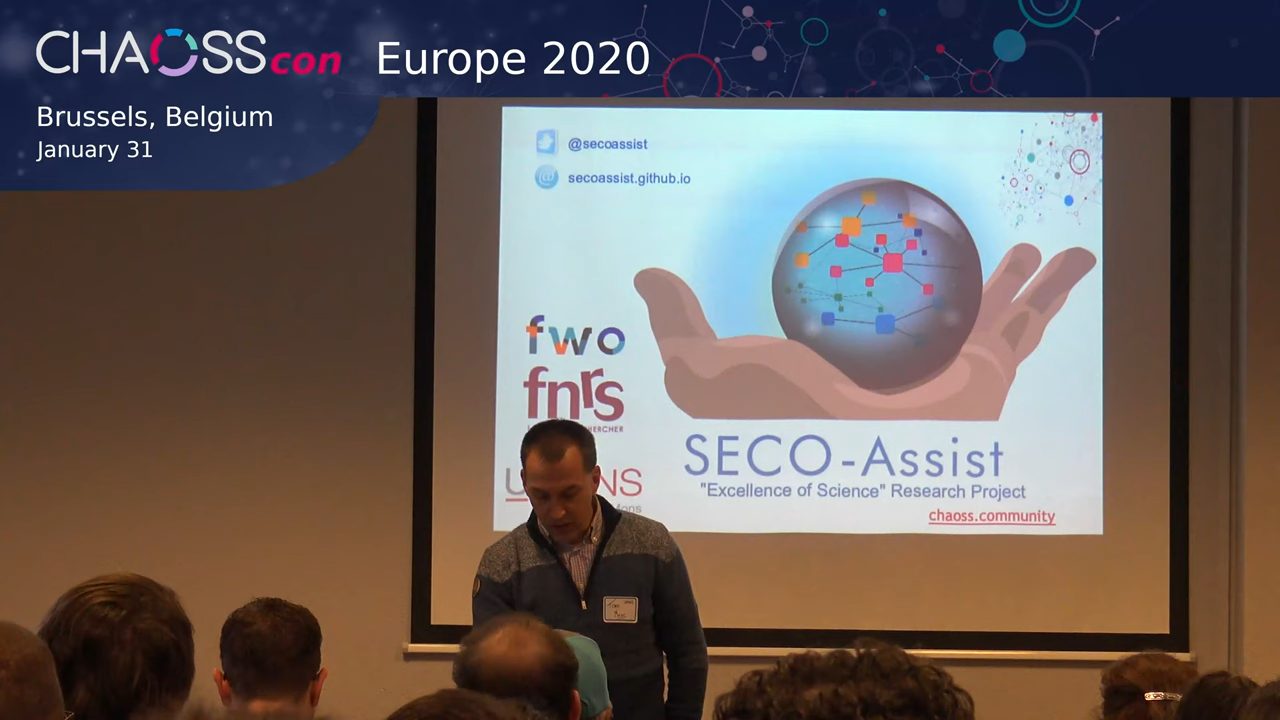 CHAOSScon Europe 2020
Brussels, Belgium
January 31
@secoassist
@ secoassist.github.io
fwo
fnrs
SECO-Assist
"Excellence of Science" Research Project
chaoss.community